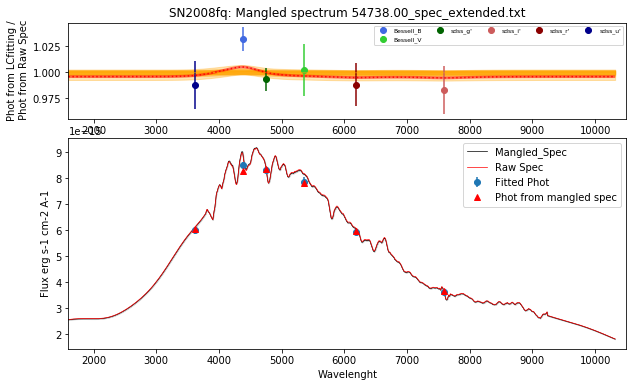 SN2008fq: Mangled spectrum 54738.00_spec_extended.txt
Phot from LCfitting /
Phot from Raw Spec
1.025
1.000
0.975
Bessell_B
Bessell_V
sdss_g'
sdss_i'
sdss_r'
sdss_u'
2000 3000 4000 5000 6000 7000 8000 9000 10000
1e-15
Flux erg s-1 cm-2 A-1
9
8
7
6
5
4
3
2
Mangled_Spec
Raw Spec
Fitted Phot
Phot from mangled spec
2000 3000 4000 5000 6000 7000 8000 9000 10000
Wavelenght